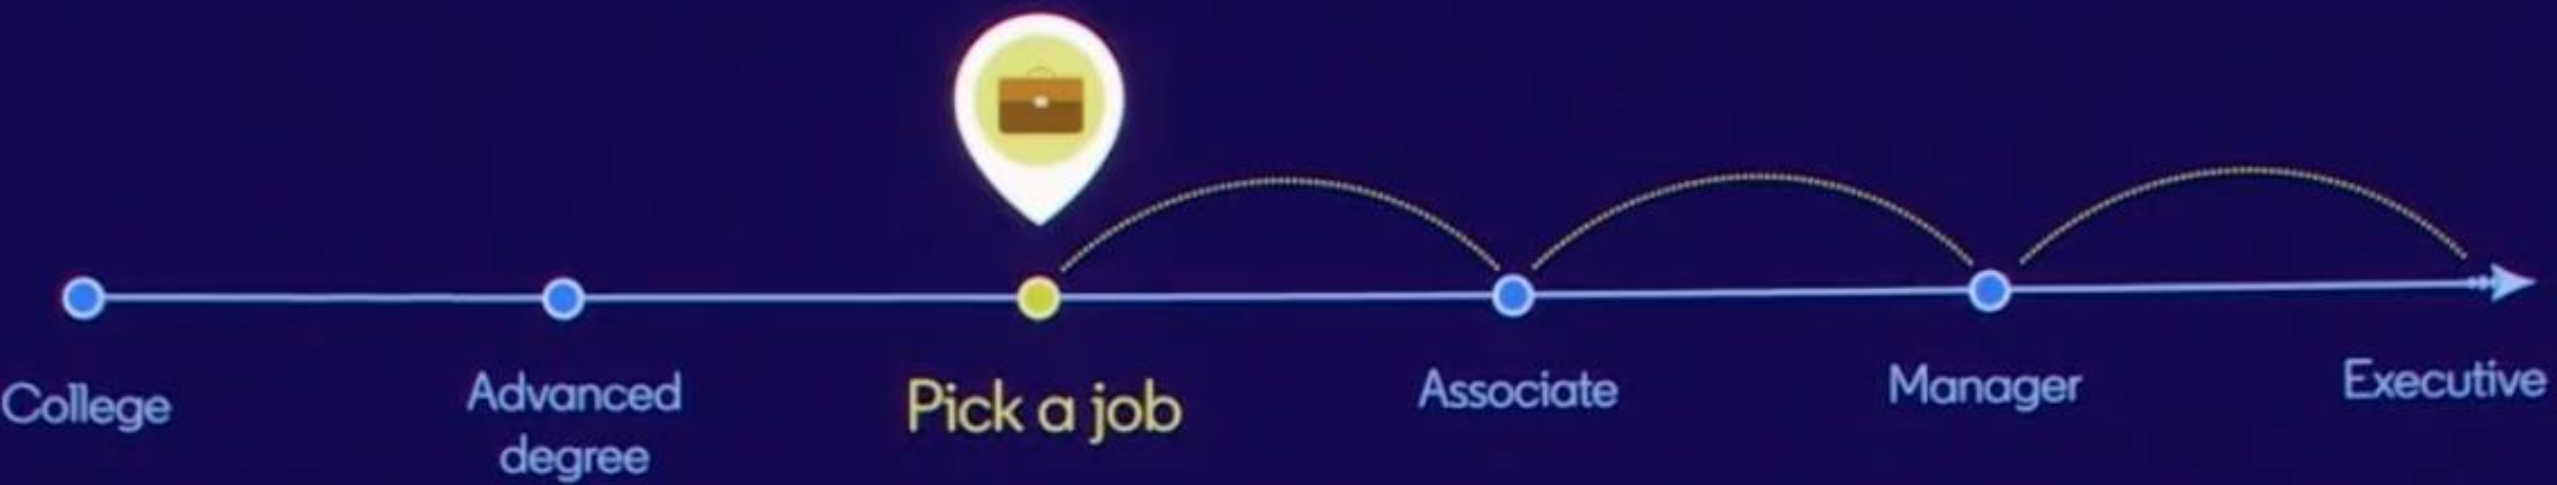 College
Advanced
degree
Pick a job
Associate
Manager
Executive